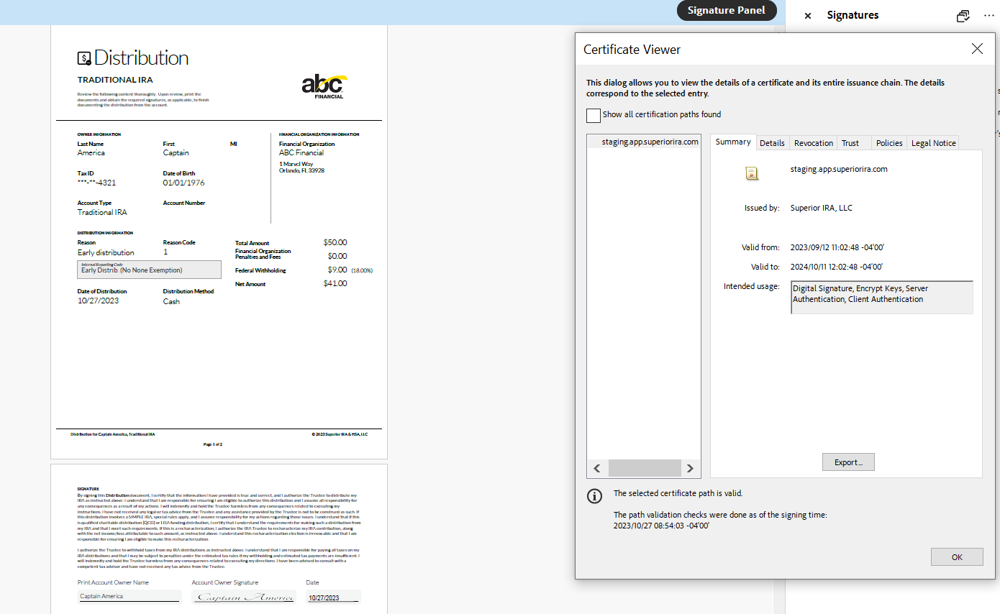 Signature Panel
Signatures
Distribution
TRADITIONAL IRA
Review the following content thoroughly. Upon review, print the
documents and obtain the required signatures, as applicable, to finish
documenting the distribution from the account.
abc
FINANCIAL
OWNER INFORMATION
Last Name First MI
America Captain
Tax ID Date of Birth
***-**-4321 01/01/1976
Account Type Account Number
Traditional IRA
FINANCIAL ORGANIZATION INFORMATION
Financial Organization
ABC Financial
1 Marvel Way
Orlando, FL 33928
DISTRIBUTION INFORMATION
Reason Reason Code
Early distribution 1
Internal Reporting Code
Early Distrib. (No None Exemption)
Date of Distribution Distribution Method
10/27/2023 Cash
Total Amount $50.00
Financial Organization
Penalties and Fees $0.00
Federal Withholding $9.00 (18.00%)
Net Amount $41.00
Distribution for Captain America, Traditional IRA © 2023 Superior IRA & HSA, LLC
Page 1 of 2
SIGNATURE
By signing this Distribution document, I certify that the information I have provided is true and correct, and I authorize the Trustee to distribute my
IRA as instructed above. I understand that I am responsible for ensuring I am eligible to authorize this distribution and I assume all responsibility for
any consequences as a result of my actions. I will indemnify and hold the Trustee harmless from any consequences related to executing my
instructions. I have not received any legal or tax advice from the Trustee and any assistance provided by the Trustee is not to be construed as such. If
this distribution involves a SIMPLE IRA, special rules apply, and I assume responsibility for my actions regarding those issues. I understand that if this
is qualified charitable distribution (QCD) or HSA funding distribution, I certify that I understand the requirements for making such a distribution from
my IRA and that I meet such requirements. If this is a recharacterization, I authorize the IRA Trustee to recharacterize my IRA contribution, along
with the net income/loss attributable to such amount, as instructed above. I understand this recharacterization election is irrevocable and that I am
responsible for ensuring I am eligible to make this recharacterization.
I authorize the Trustee to withhold taxes from my IRA distributions as instructed above. I understand that I am responsible for paying all taxes on my
IRA distributions and that I may be subject to penalties under the estimated tax rules if my withholding and estimated tax payments are insufficient. I
will indemnify and hold the Trustee harmless from any consequences related to executing my directions. I have been advised to consult with a
competent tax advisor and have not received any tax advice from the Trustee.
Print Account Owner Name Account Owner Signature Date
Captain America Captain America 10/27/2023
Certificate Viewer
This dialog allows you to view the details of a certificate and its entire issuance chain. The details
correspond to the selected entry.
Show all certification paths found
staging.app.superiorira.com
Summary Details Revocation Trust Policies Legal Notice
staging.app.superiorira.com
Issued by: Superior IRA, LLC
Valid from: 2023/09/12 11:02:48 -04'00'
Valid to: 2024/10/11 12:02:48 -04'00'
Intended usage: Digital Signature, Encrypt Keys, Server
Authentication, Client Authentication
Export...
The selected certificate path is valid.
The path validation checks were done as of the signing time:
2023/10/27 08:54:03 -04'00'
OK